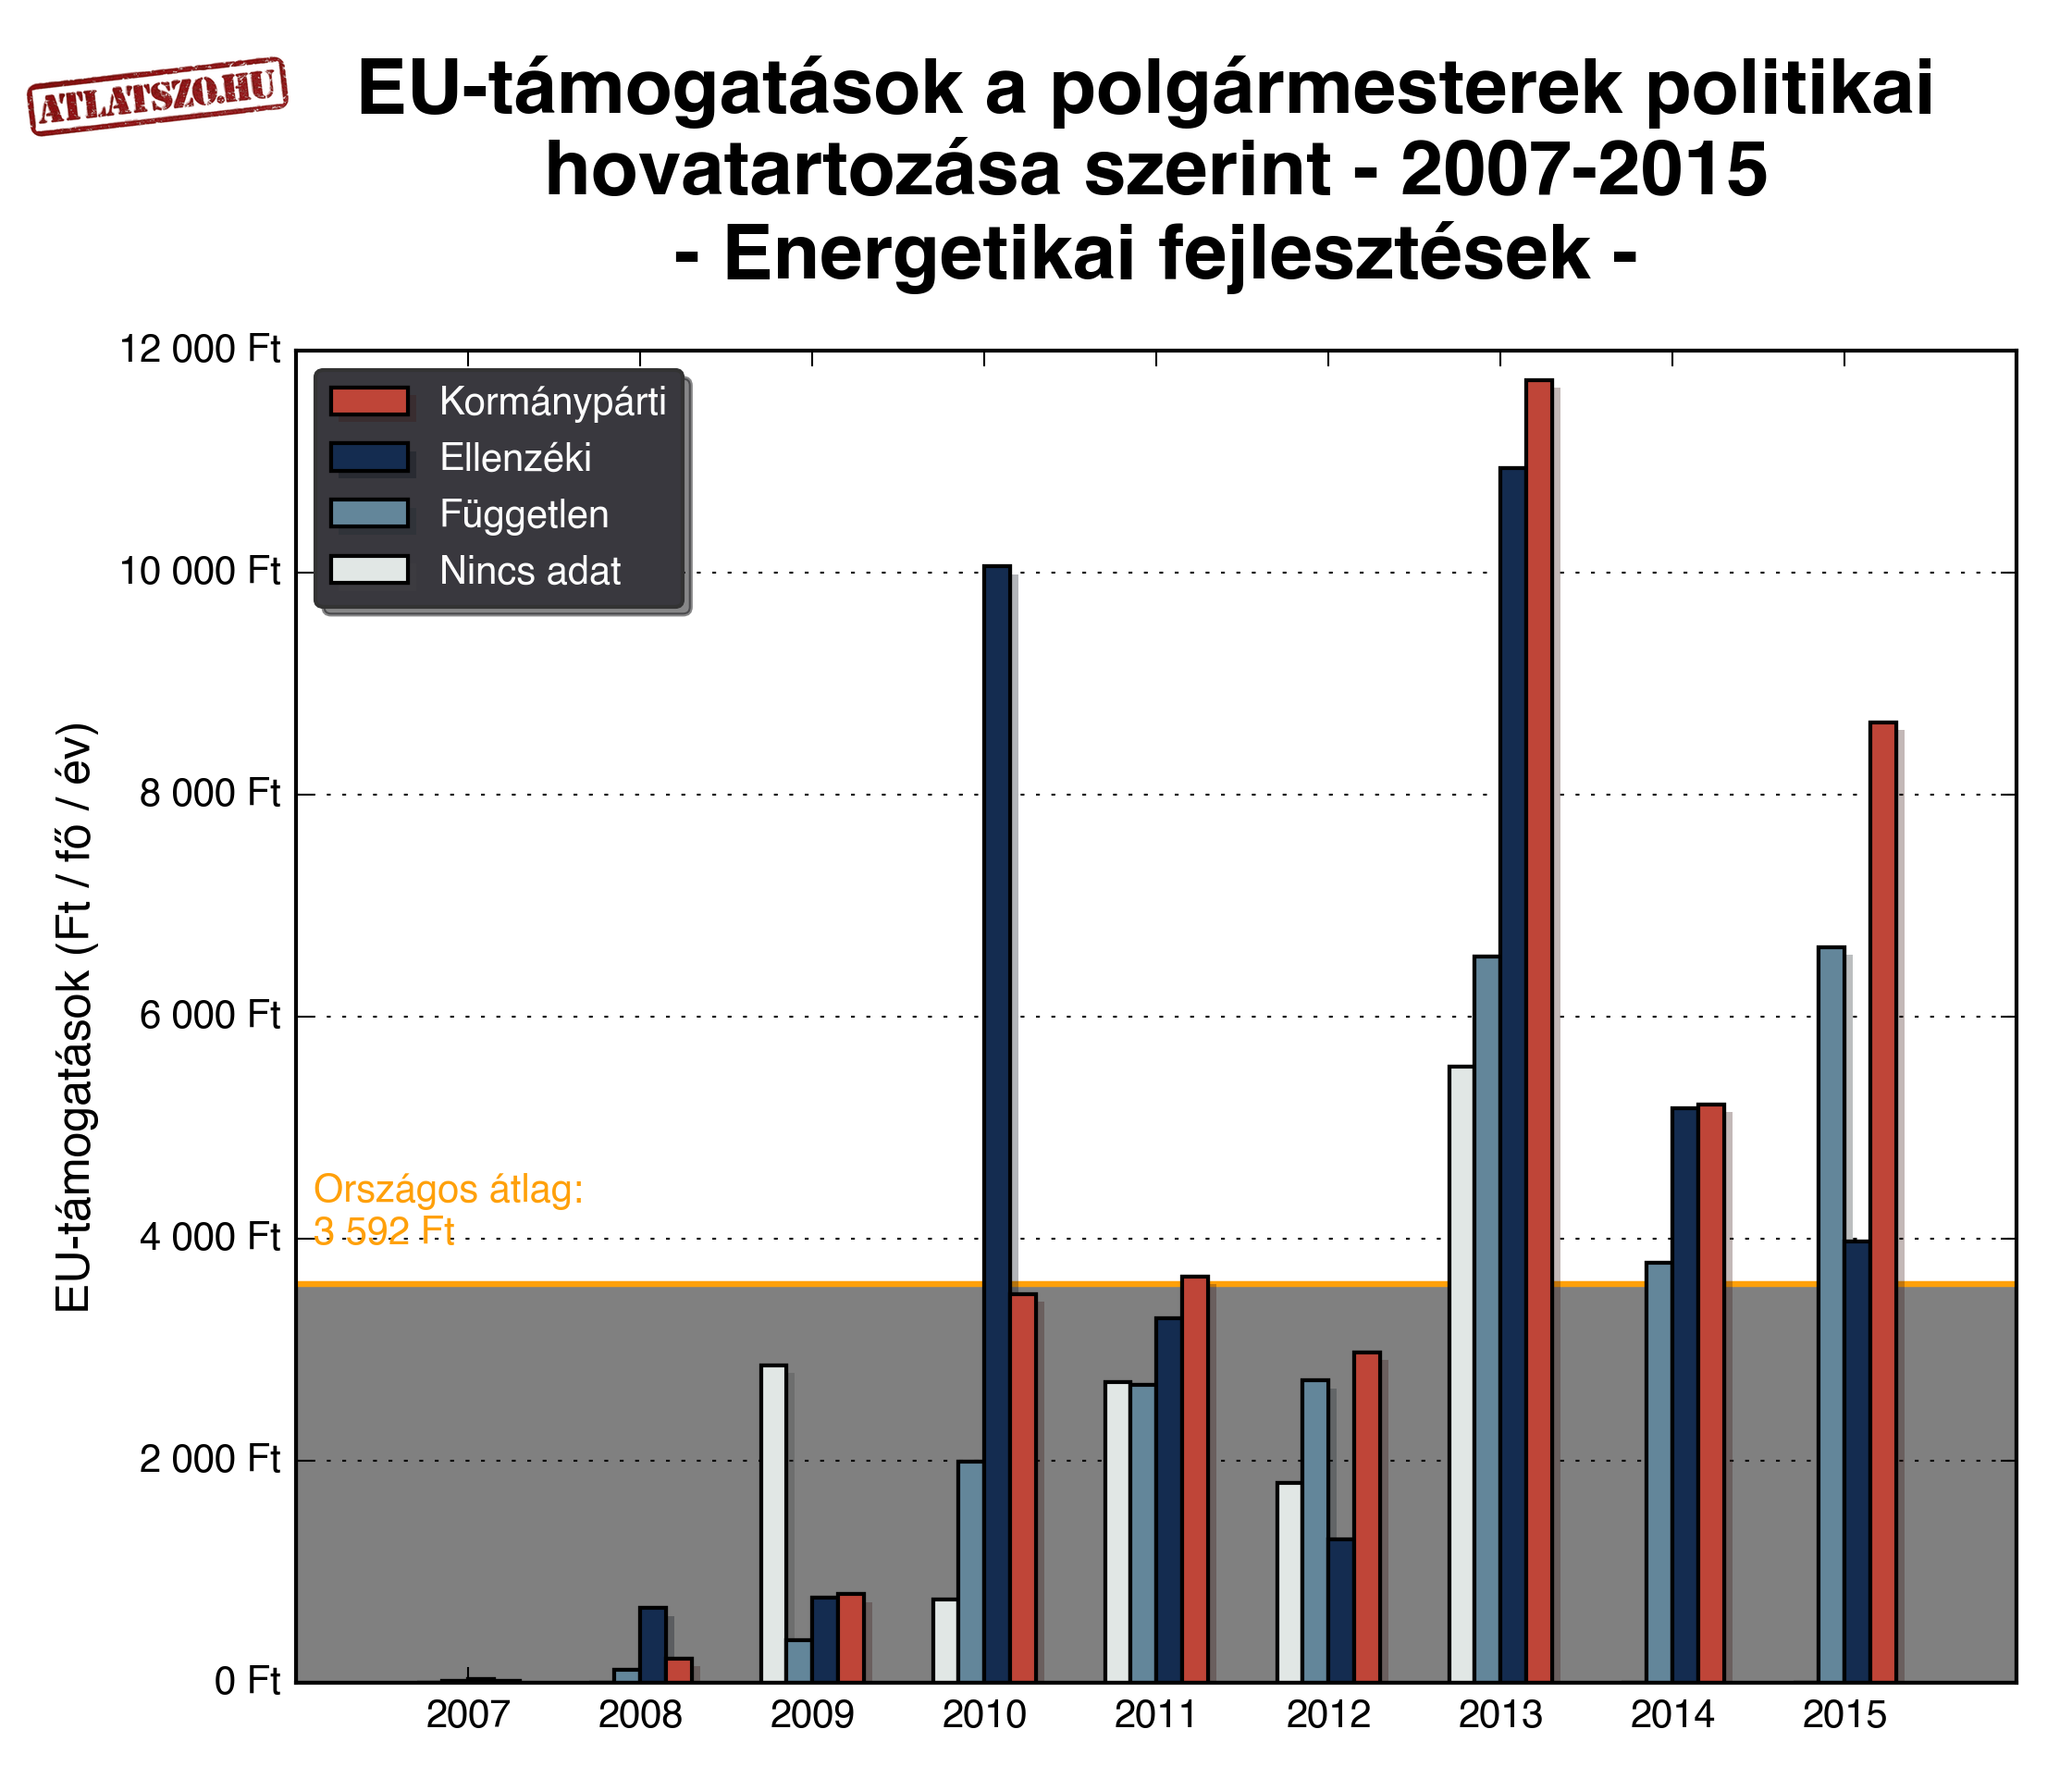 ATLATSZO.HU
EU-támogatások a polgármesterek politikai
hovatartozása szerint - 2007-2015
- Energetikai fejlesztések -
EU-támogatások (Ft / fő / év)
12 000 Ft
10 000 Ft
8 000 Ft
6 000 Ft
4 000 Ft
2 000 Ft
0 Ft
Kormánypárti
Ellenzéki
Független
Nincs adat
Országos átlag:
3 592 Ft
2007 2008 2009 2010 2011 2012 2013 2014 2015